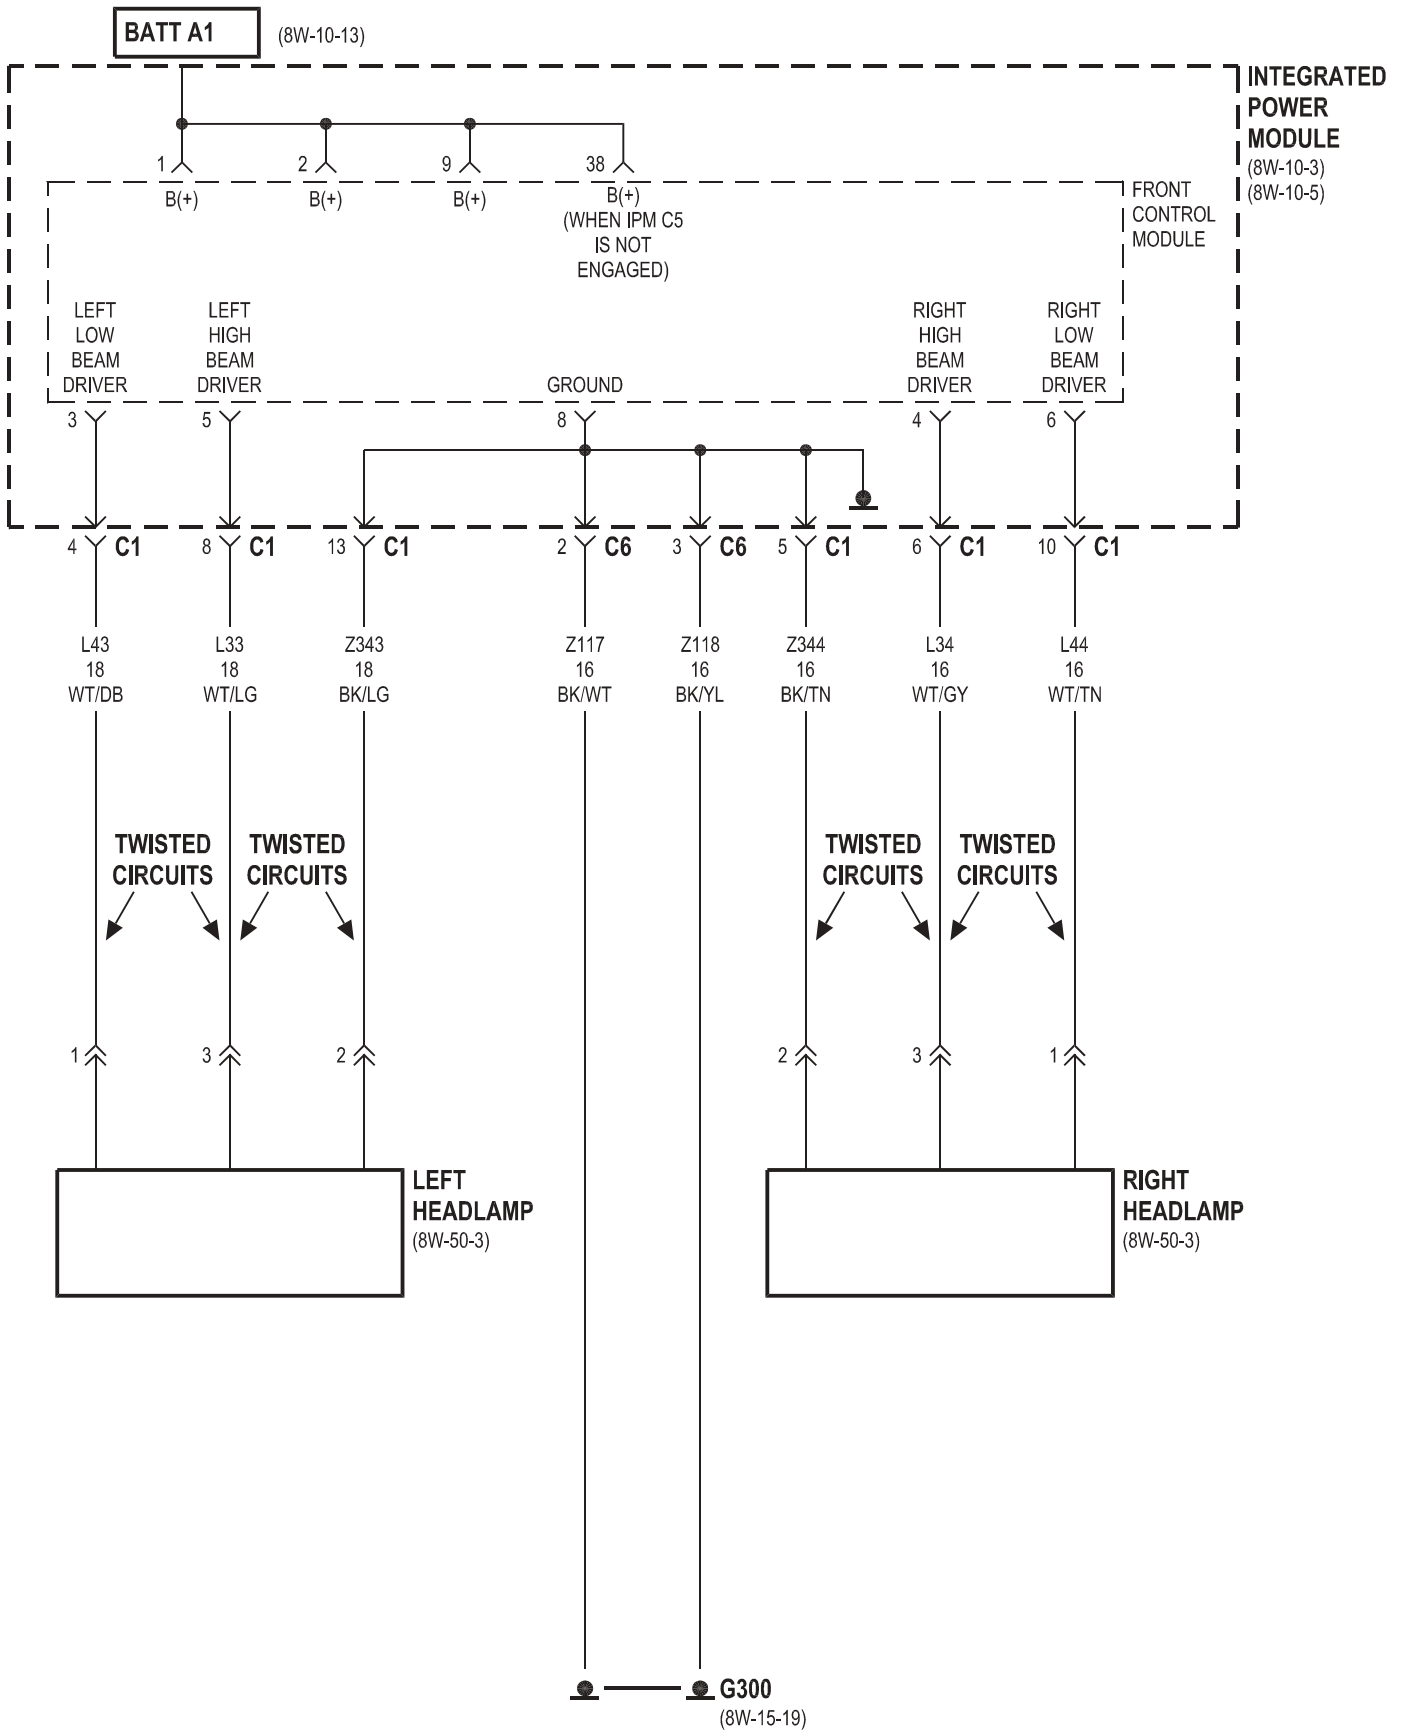 BATT A1 (8W-10-13)
INTEGRATED
POWER
MODULE
(8W-10-3)
(8W-10-5)
1 2 9 38
B(+) B(+) B(+) B(+)
(WHEN IPM C5
IS NOT
ENGAGED)
FRONT
CONTROL
MODULE
LEFT
LOW
BEAM
DRIVER
LEFT
HIGH
BEAM
DRIVER
GROUND
RIGHT
HIGH
BEAM
DRIVER
RIGHT
LOW
BEAM
DRIVER
3 5 8 4 6
4 C1 8 C1 13 C1 2 C6 3 C6 5 C1 6 C1 10 C1
L43 L33 Z343 Z117 Z118 Z344 L34 L44
18 18 18 16 16 16 16 16
WT/DB WT/LG BK/LG BK/WT BK/YL BK/TN WT/GY WT/TN
TWISTED TWISTED TWISTED TWISTED
CIRCUITS CIRCUITS CIRCUITS CIRCUITS
1 3 2 2 3 1
LEFT
HEADLAMP
(8W-50-3)
RIGHT
HEADLAMP
(8W-50-3)
G300
(8W-15-19)